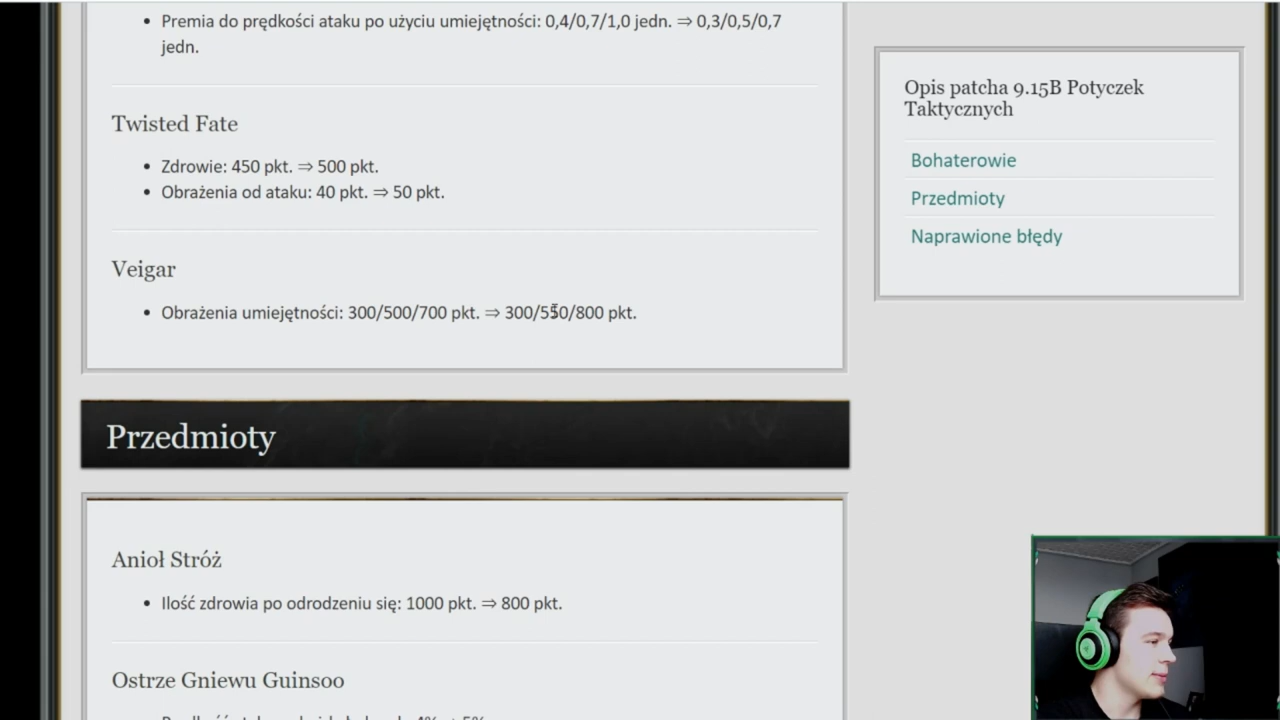 Premia do prędkości ataku po użyciu umiejętności: 0,4/0,7/1,0 jedn. ⇒ 0,3/0,5/0,7
jedn.
Twisted Fate
Zdrowie: 450 pkt. ⇒ 500 pkt.
Obrażenia od ataku: 40 pkt. ⇒ 50 pkt.
Veigar
Obrażenia umiejętności: 300/500/700 pkt. ⇒ 300/550/800 pkt.
Przedmioty
Anioł Stróż
Ilość zdrowia po odrodzeniu się: 1000 pkt. ⇒ 800 pkt.
Ostrze Gniewu Guinsoo
Opis patcha 9.15B Potyczek
Taktycznych
Bohaterowie
Przedmioty
Naprawione błędy